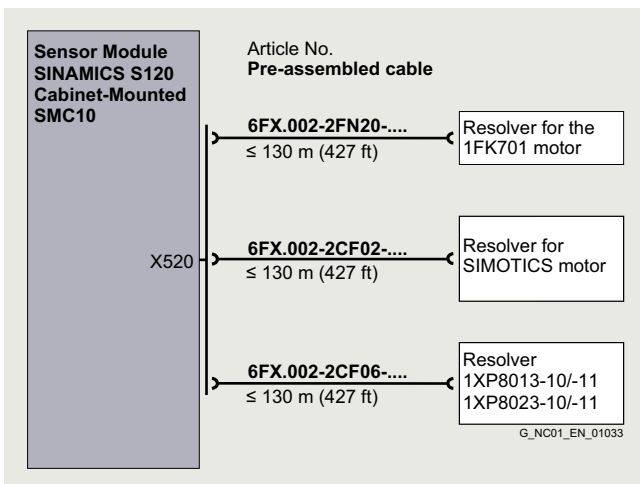 Sensor Module
SINAMICS S120
Cabinet-Mounted
SMC10
Article No.
Pre-assembled cable
6FX.002-2FN20-....
≤ 130 m (427 ft)
Resolver for the
1FK701 motor
X520
6FX.002-2CF02-....
≤ 130 m (427 ft)
Resolver for
SIMOTICS motor
6FX.002-2CF06-....
≤ 130 m (427 ft)
Resolver
1XP8013-10/-11
1XP8023-10/-11
G_NC01_EN_01033